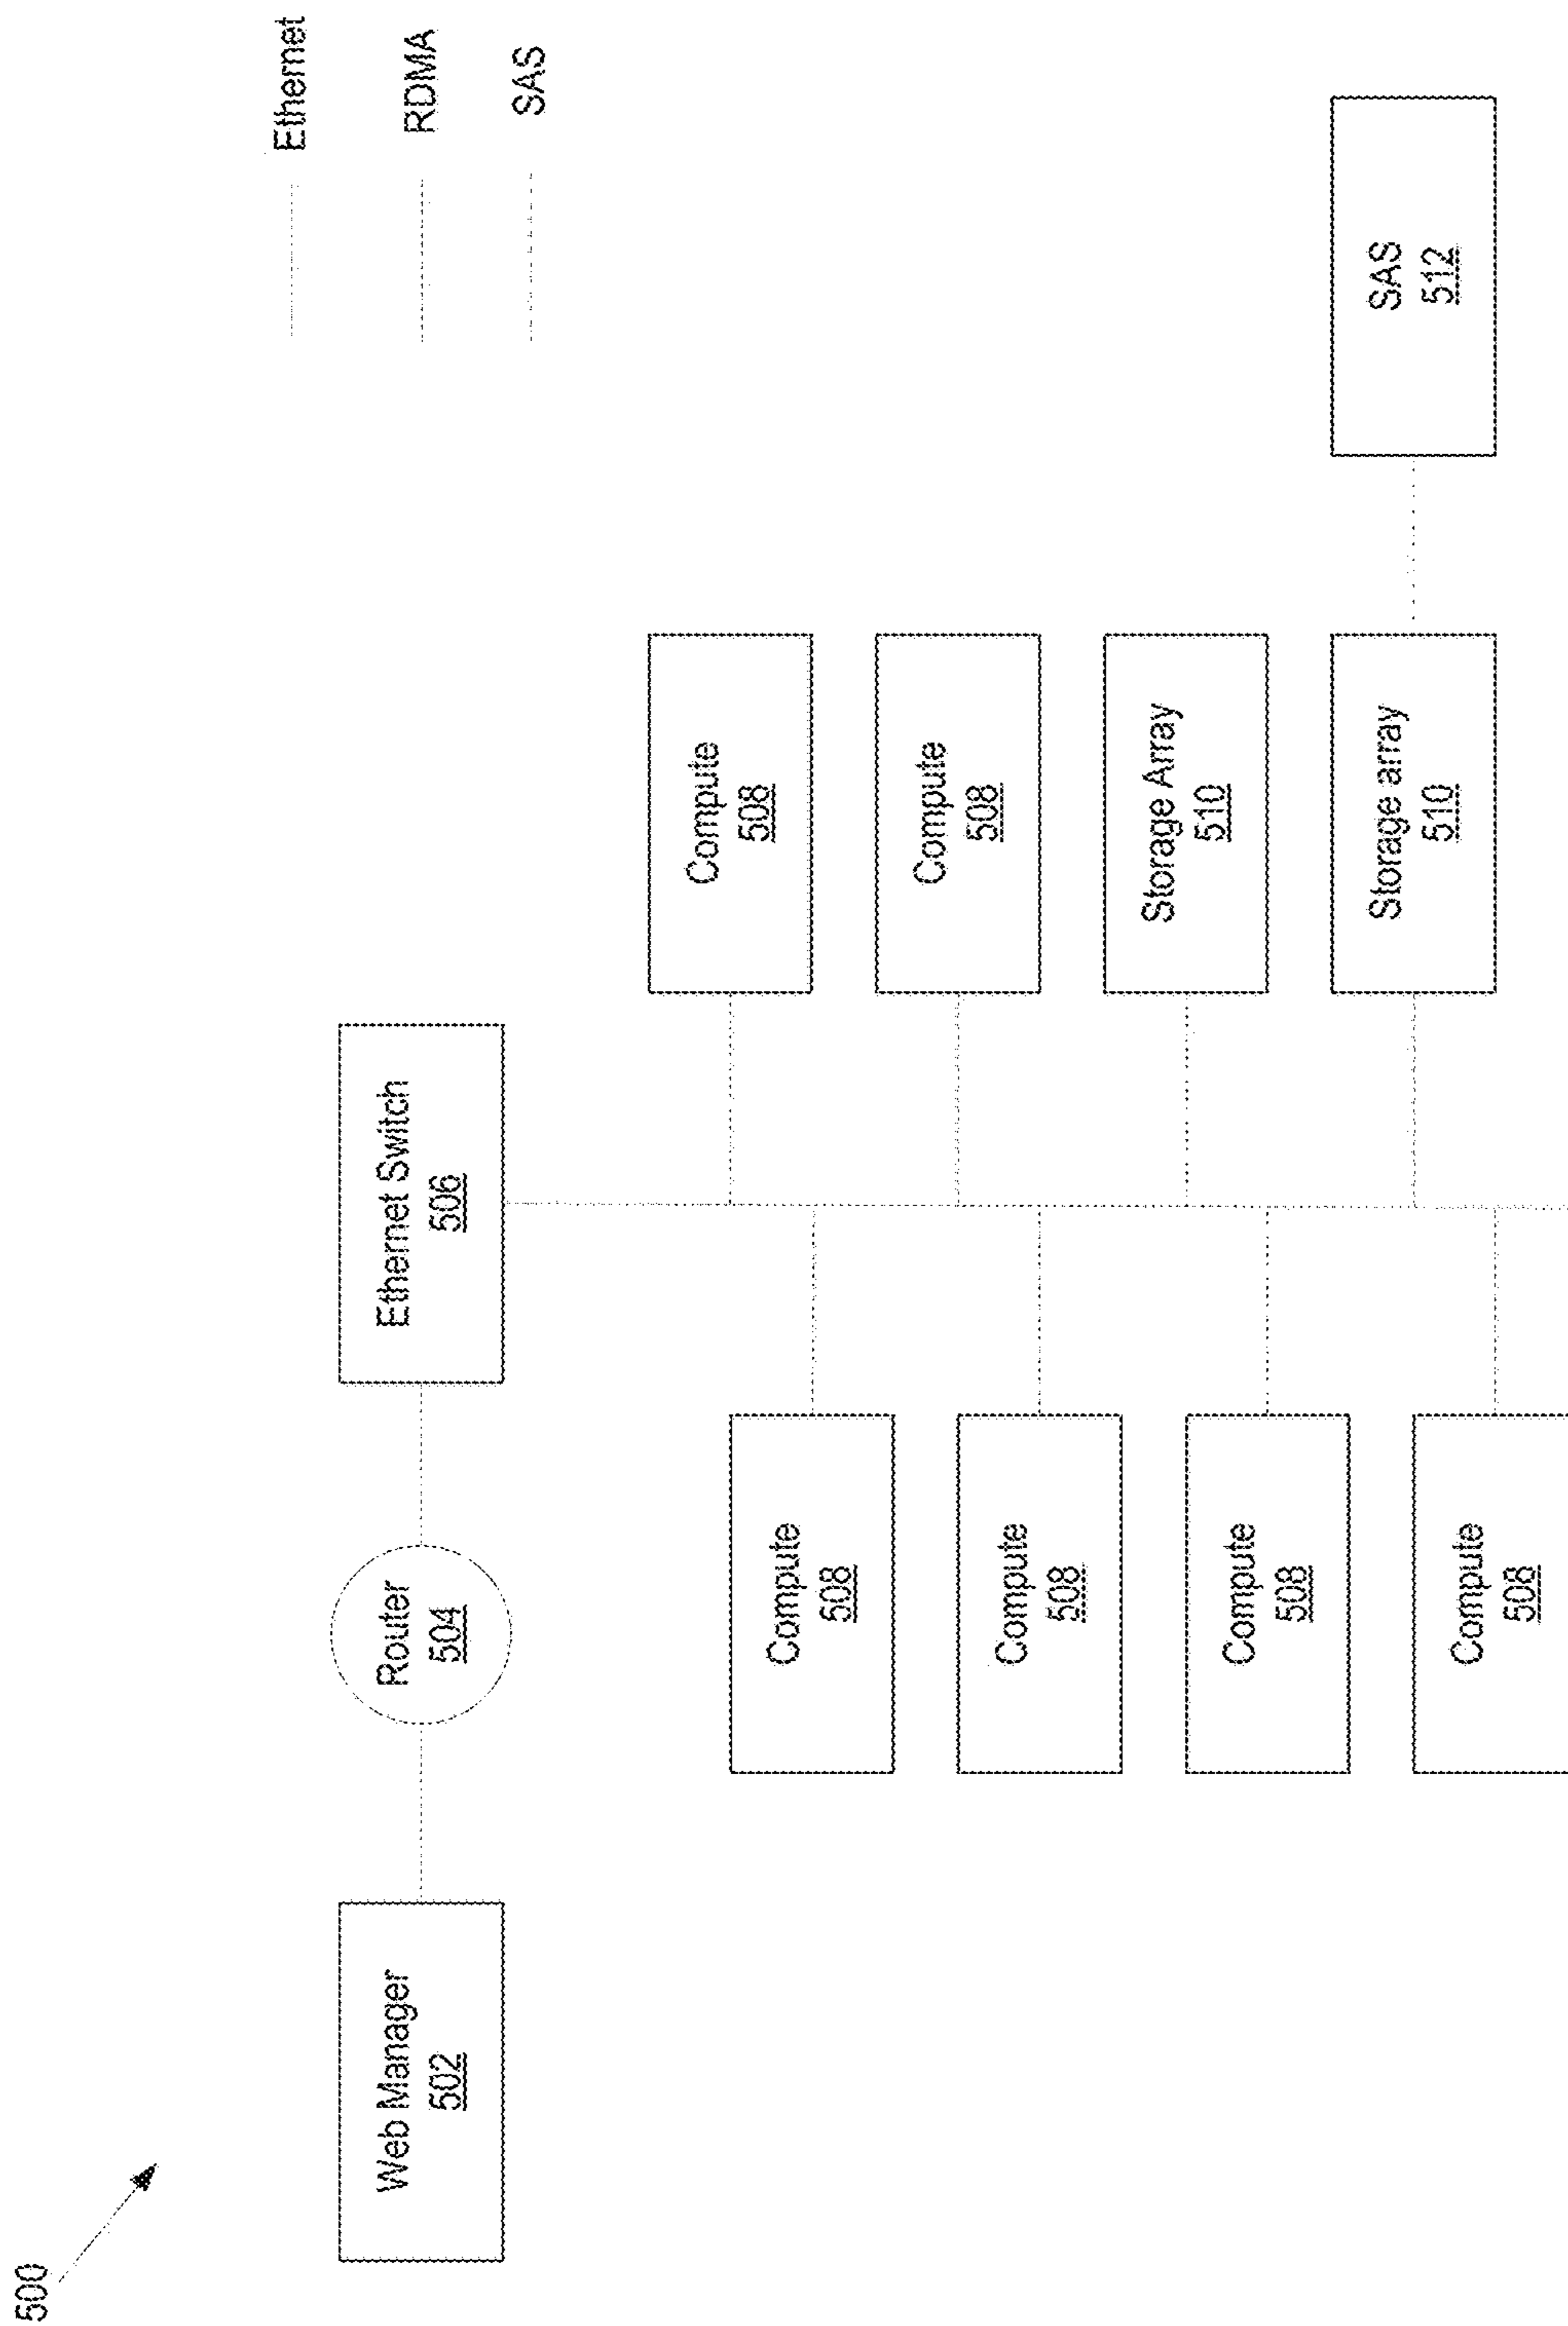 500
Ethernet
RDMA
SAS
Web Manager
502
Router
504
Ethernet Switch
506
Compute
508
Compute
508
Compute
508
Compute
508
Compute
508
Compute
508
Storage Array
510
Storage array
510
SAS
512